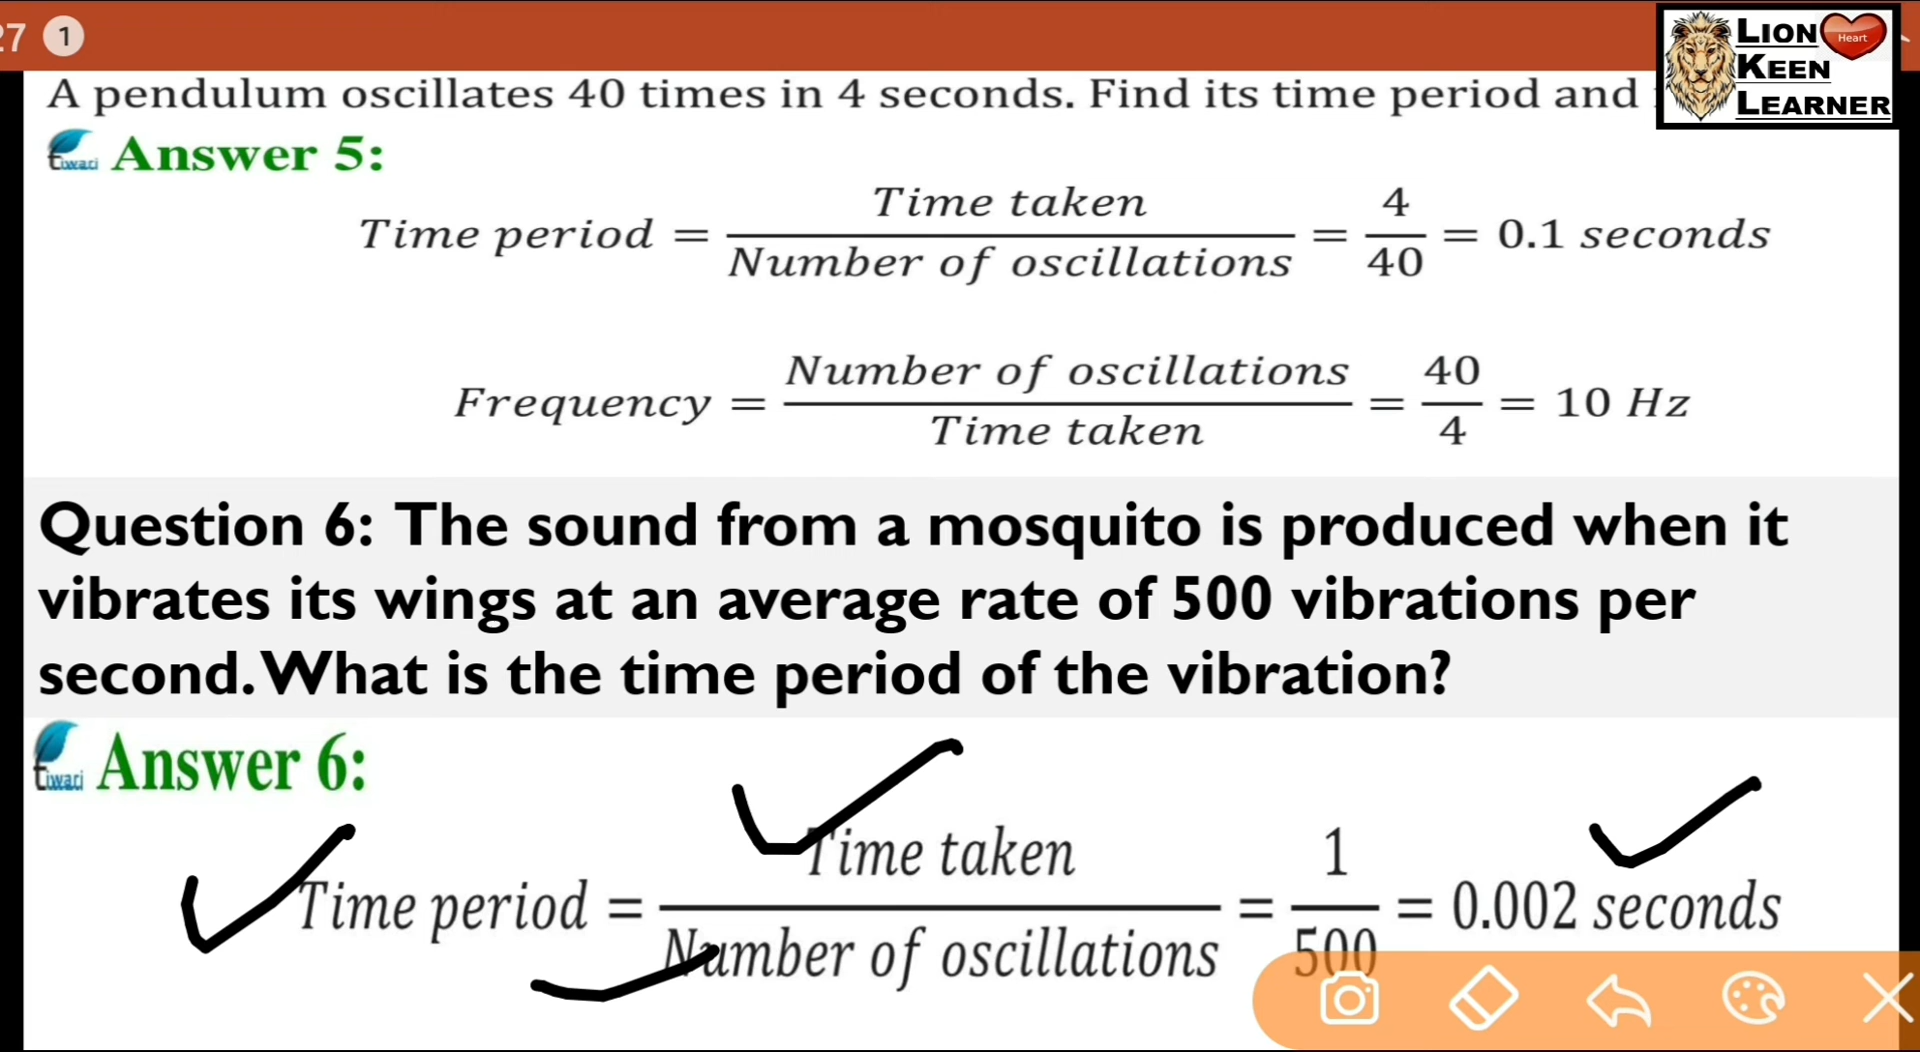 27 1
LION Heart
KEEN
LEARNER
A pendulum oscillates 40 times in 4 seconds. Find its time period and
Tiwari Answer 5:
Time period = Time taken / Number of oscillations = 4 / 40 = 0.1 seconds
Frequency = Number of oscillations / Time taken = 40 / 4 = 10 Hz
Question 6: The sound from a mosquito is produced when it
vibrates its wings at an average rate of 500 vibrations per
second. What is the time period of the vibration?
Tiwari Answer 6:
Time period = Time taken / Number of oscillations = 1 / 500 = 0.002 seconds